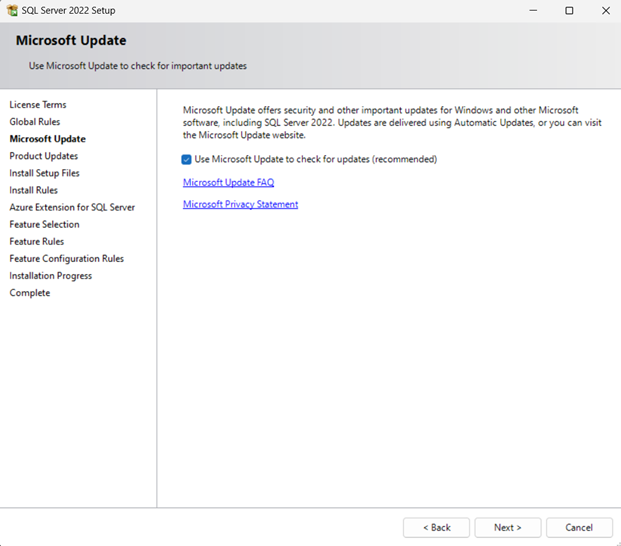 SQL Server 2022 Setup
Microsoft Update
Use Microsoft Update to check for important updates
License Terms
Global Rules
Microsoft Update
Product Updates
Install Setup Files
Install Rules
Azure Extension for SQL Server
Feature Selection
Feature Rules
Feature Configuration Rules
Installation Progress
Complete
Microsoft Update offers security and other important updates for Windows and other Microsoft
software, including SQL Server 2022. Updates are delivered using Automatic Updates, or you can visit
the Microsoft Update website.
Use Microsoft Update to check for updates (recommended)
Microsoft Update FAQ
Microsoft Privacy Statement
< Back
Next >
Cancel